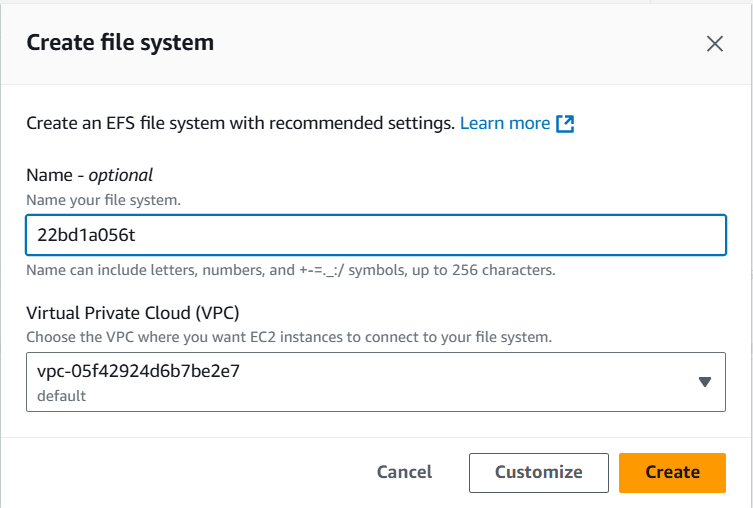 Create file system
Create an EFS file system with recommended settings. Learn more
Name - optional
Name your file system.
22bd1a056t
Name can include letters, numbers, and +-=._:/ symbols, up to 256 characters.
Virtual Private Cloud (VPC)
Choose the VPC where you want EC2 instances to connect to your file system.
vpc-05f42924d6b7be2e7
default
Cancel Customize Create